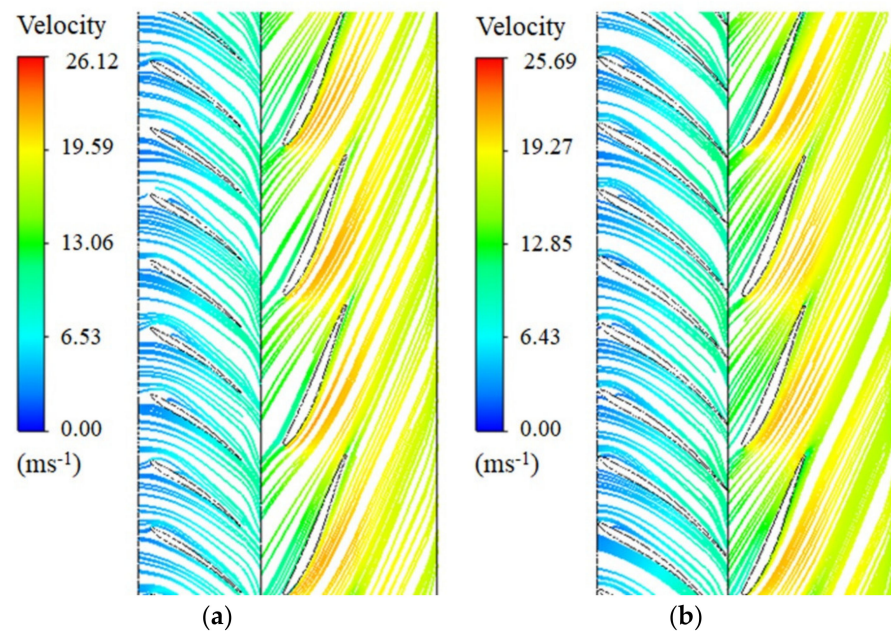 Velocity
26.12
19.59
13.06
6.53
0.00
(ms⁻¹)
(a)
Velocity
25.69
19.27
12.85
6.43
0.00
(ms⁻¹)
(b)